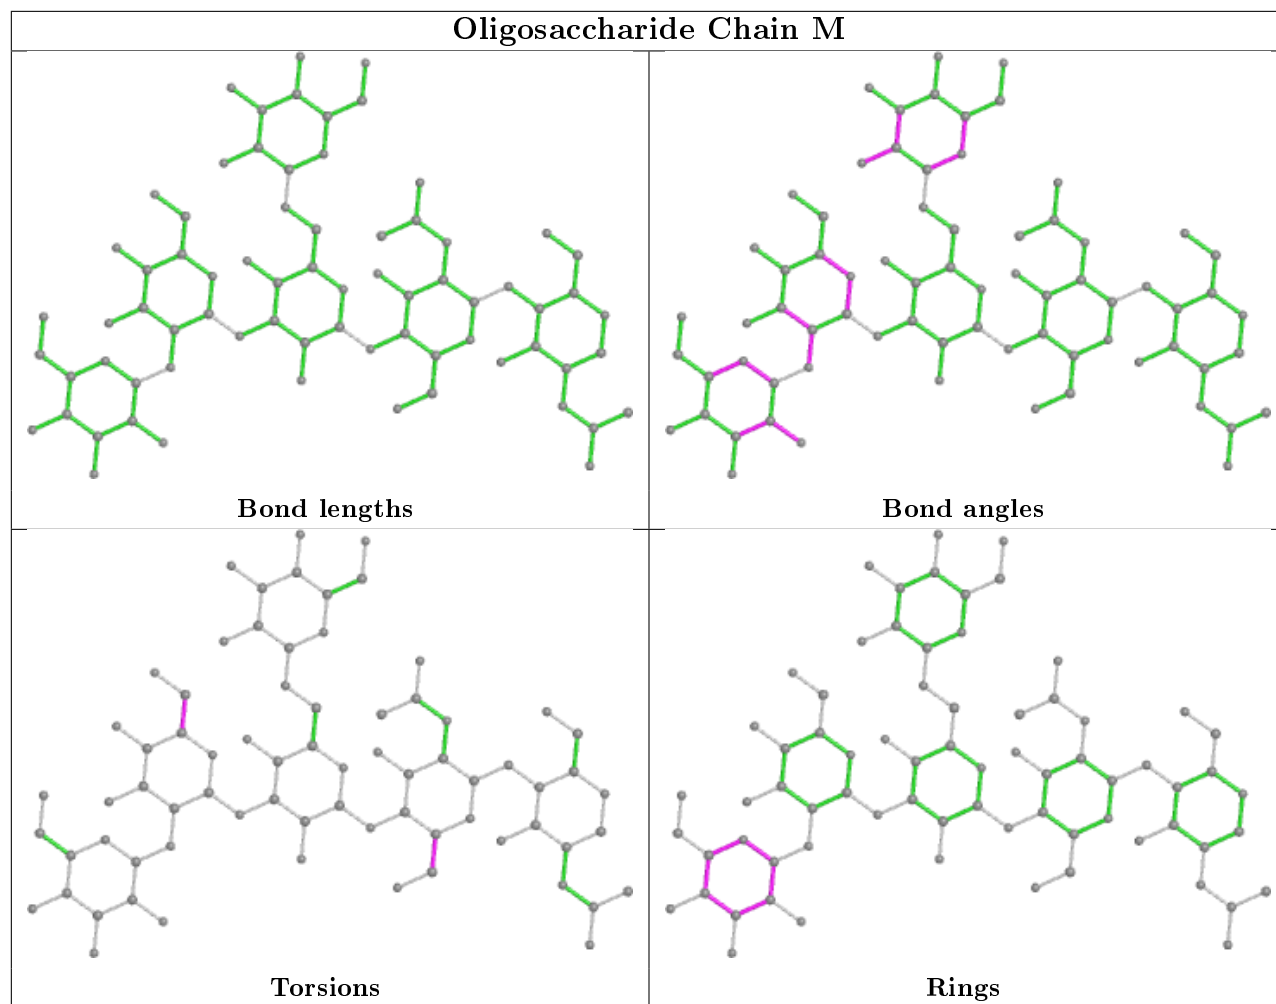 Oligosaccharide Chain M
Bond lengths
Bond angles
Torsions
Rings